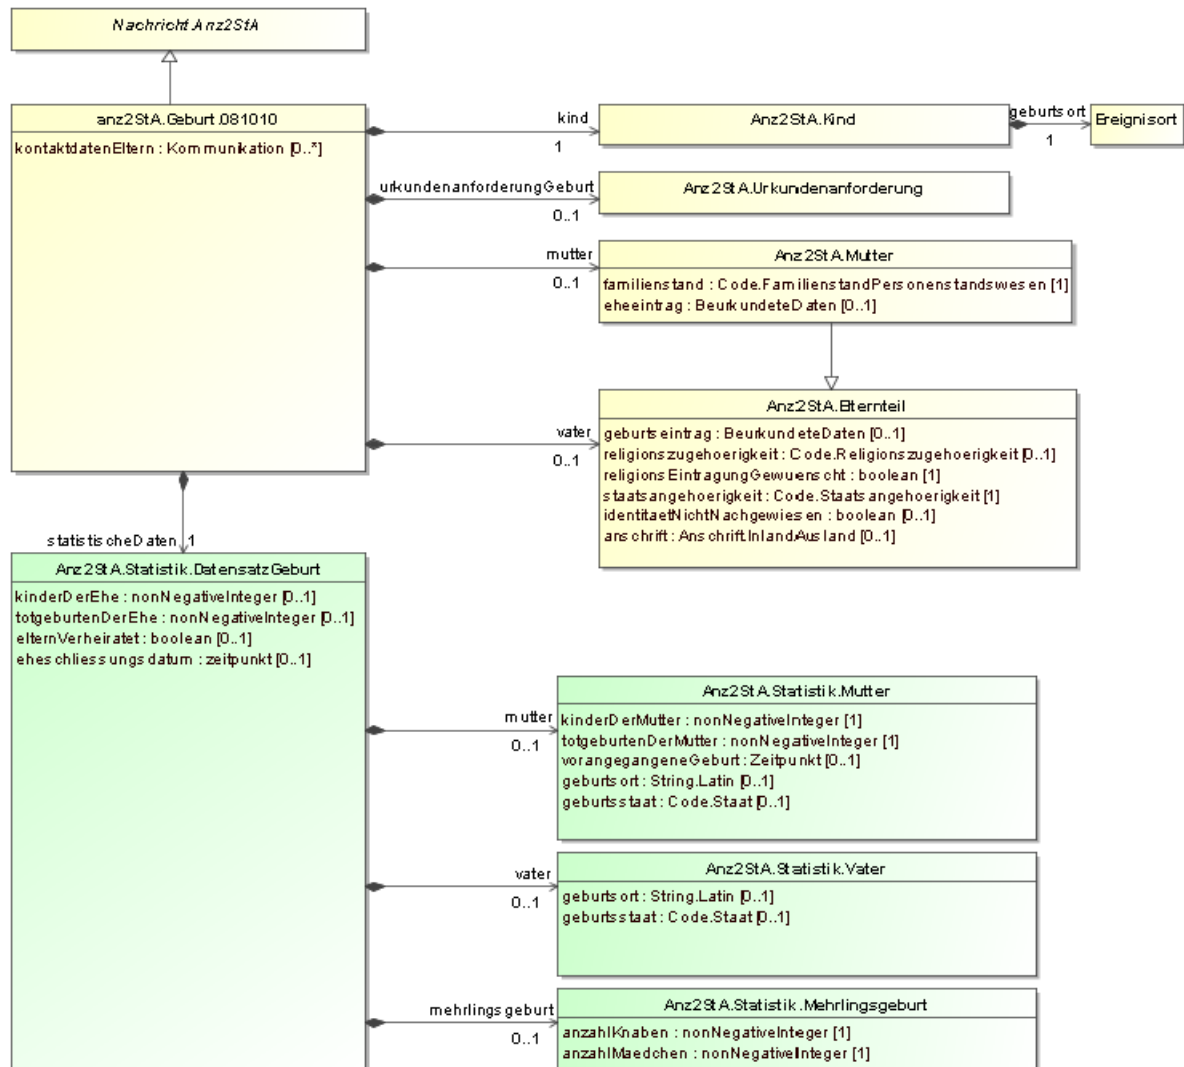 Nachricht.Anz2StA
anz2StA.Geburt.081010
kontaktdatenEltern : Kommunikation [0..*]
kind
1
Anz2StA.Kind
geburtsort
1
Ereignisort
urkundenanforderungGeburt
0..1
Anz2StA.Urkundenanforderung
mutter
0..1
Anz2StA.Mutter
familienstand : Code.FamilienstandPersonenstandswesen [1]
eheeintrag : BeurkundeteDaten [0..1]
vater
0..1
Anz2StA.Elternteil
geburtseintrag : BeurkundeteDaten [0..1]
religionszugehoerigkeit : Code.Religionszugehoerigkeit [0..1]
religionsEintragungGewuenscht : boolean [1]
staatsangehoerigkeit : Code.Staatsangehoerigkeit [1]
identitaetNichtNachgewiesen : boolean [0..1]
anschrift : Anschrift.InlandAusland [0..1]
statistischeDaten 1
Anz2StA.Statistik.DatensatzGeburt
kinderDerEhe : nonNegativeInteger [0..1]
totgeburtenDerEhe : nonNegativeInteger [0..1]
elternVerheiratet : boolean [0..1]
eheschliessungsdatum : zeitpunkt [0..1]
mutter
0..1
Anz2StA.Statistik.Mutter
kinderDerMutter : nonNegativeInteger [1]
totgeburtenDerMutter : nonNegativeInteger [1]
vorangegangeneGeburt : Zeitpunkt [0..1]
geburtsort : String.Latin [0..1]
geburtsstaat : Code.Staat [0..1]
vater
0..1
Anz2StA.Statistik.Vater
geburtsort : String.Latin [0..1]
geburtsstaat : Code.Staat [0..1]
mehrlingsgeburt
0..1
Anz2StA.Statistik.Mehrlingsgeburt
anzahlKnaben : nonNegativeInteger [1]
anzahlMaedchen : nonNegativeInteger [1]